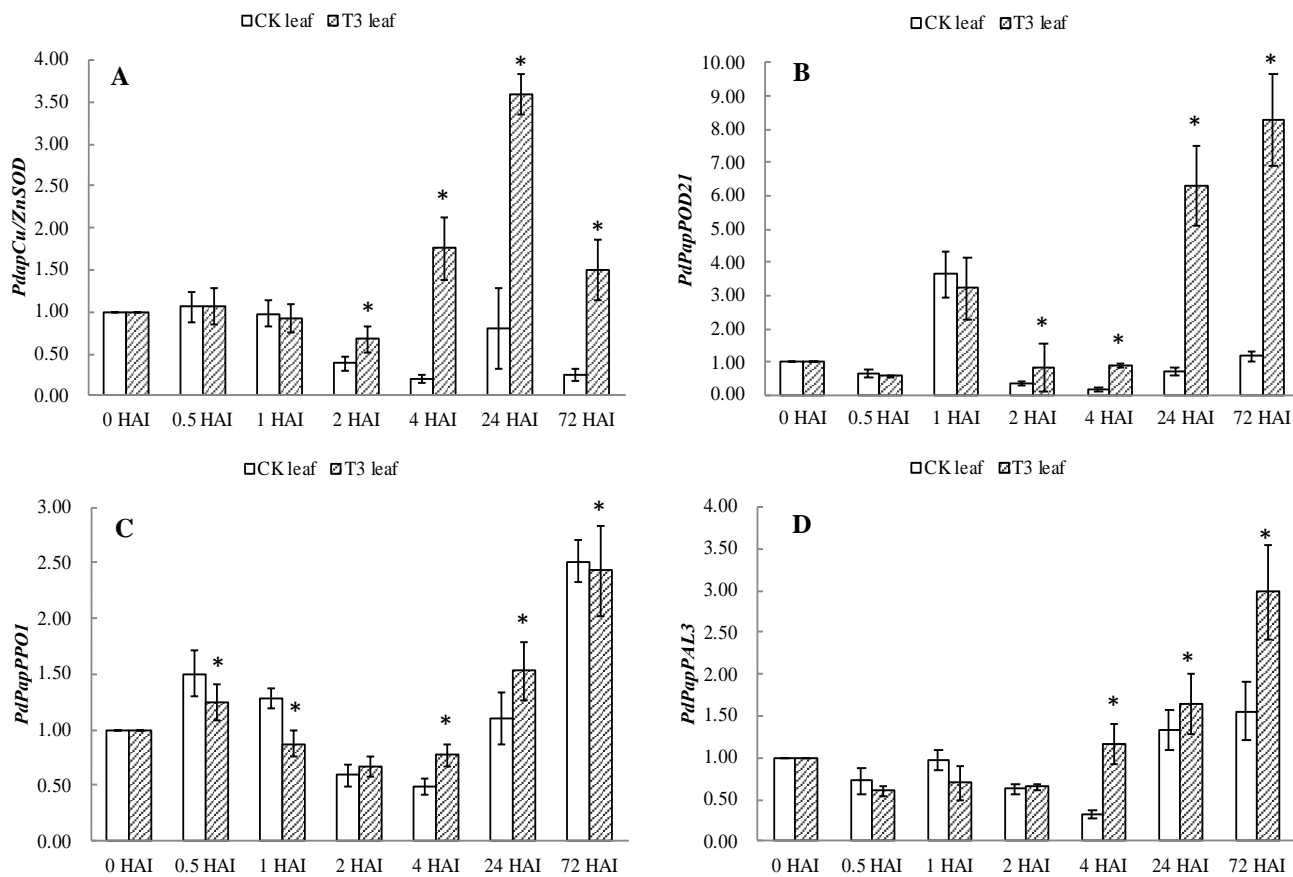 CK leaf T3 leaf
A
PdapCu/ZnSOD
4.00
3.50
3.00
2.50
2.00
1.50
1.00
0.50
0.00
* * * *
0 HAI 0.5 HAI 1 HAI 2 HAI 4 HAI 24 HAI 72 HAI
CK leaf T3 leaf
B
PdPapPOD21
10.00
9.00
8.00
7.00
6.00
5.00
4.00
3.00
2.00
1.00
0.00
* * * *
0 HAI 0.5 HAI 1 HAI 2 HAI 4 HAI 24 HAI 72 HAI
CK leaf T3 leaf
C
PdPapPPO1
3.00
2.50
2.00
1.50
1.00
0.50
0.00
* * * * *
0 HAI 0.5 HAI 1 HAI 2 HAI 4 HAI 24 HAI 72 HAI
CK leaf T3 leaf
D
PdPapPAL3
4.00
3.50
3.00
2.50
2.00
1.50
1.00
0.50
0.00
* * *
0 HAI 0.5 HAI 1 HAI 2 HAI 4 HAI 24 HAI 72 HAI